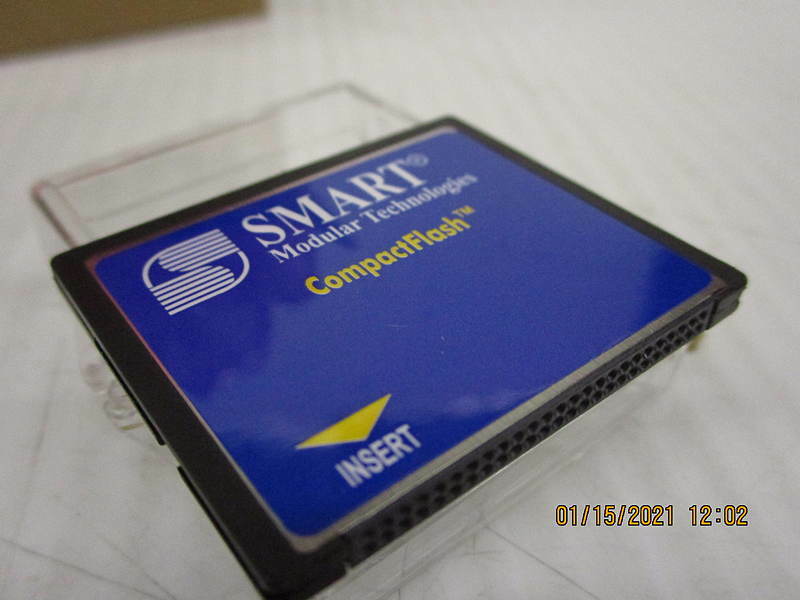 SMART®
Modular Technologies
CompactFlash™
INSERT
01/15/2021 12:02